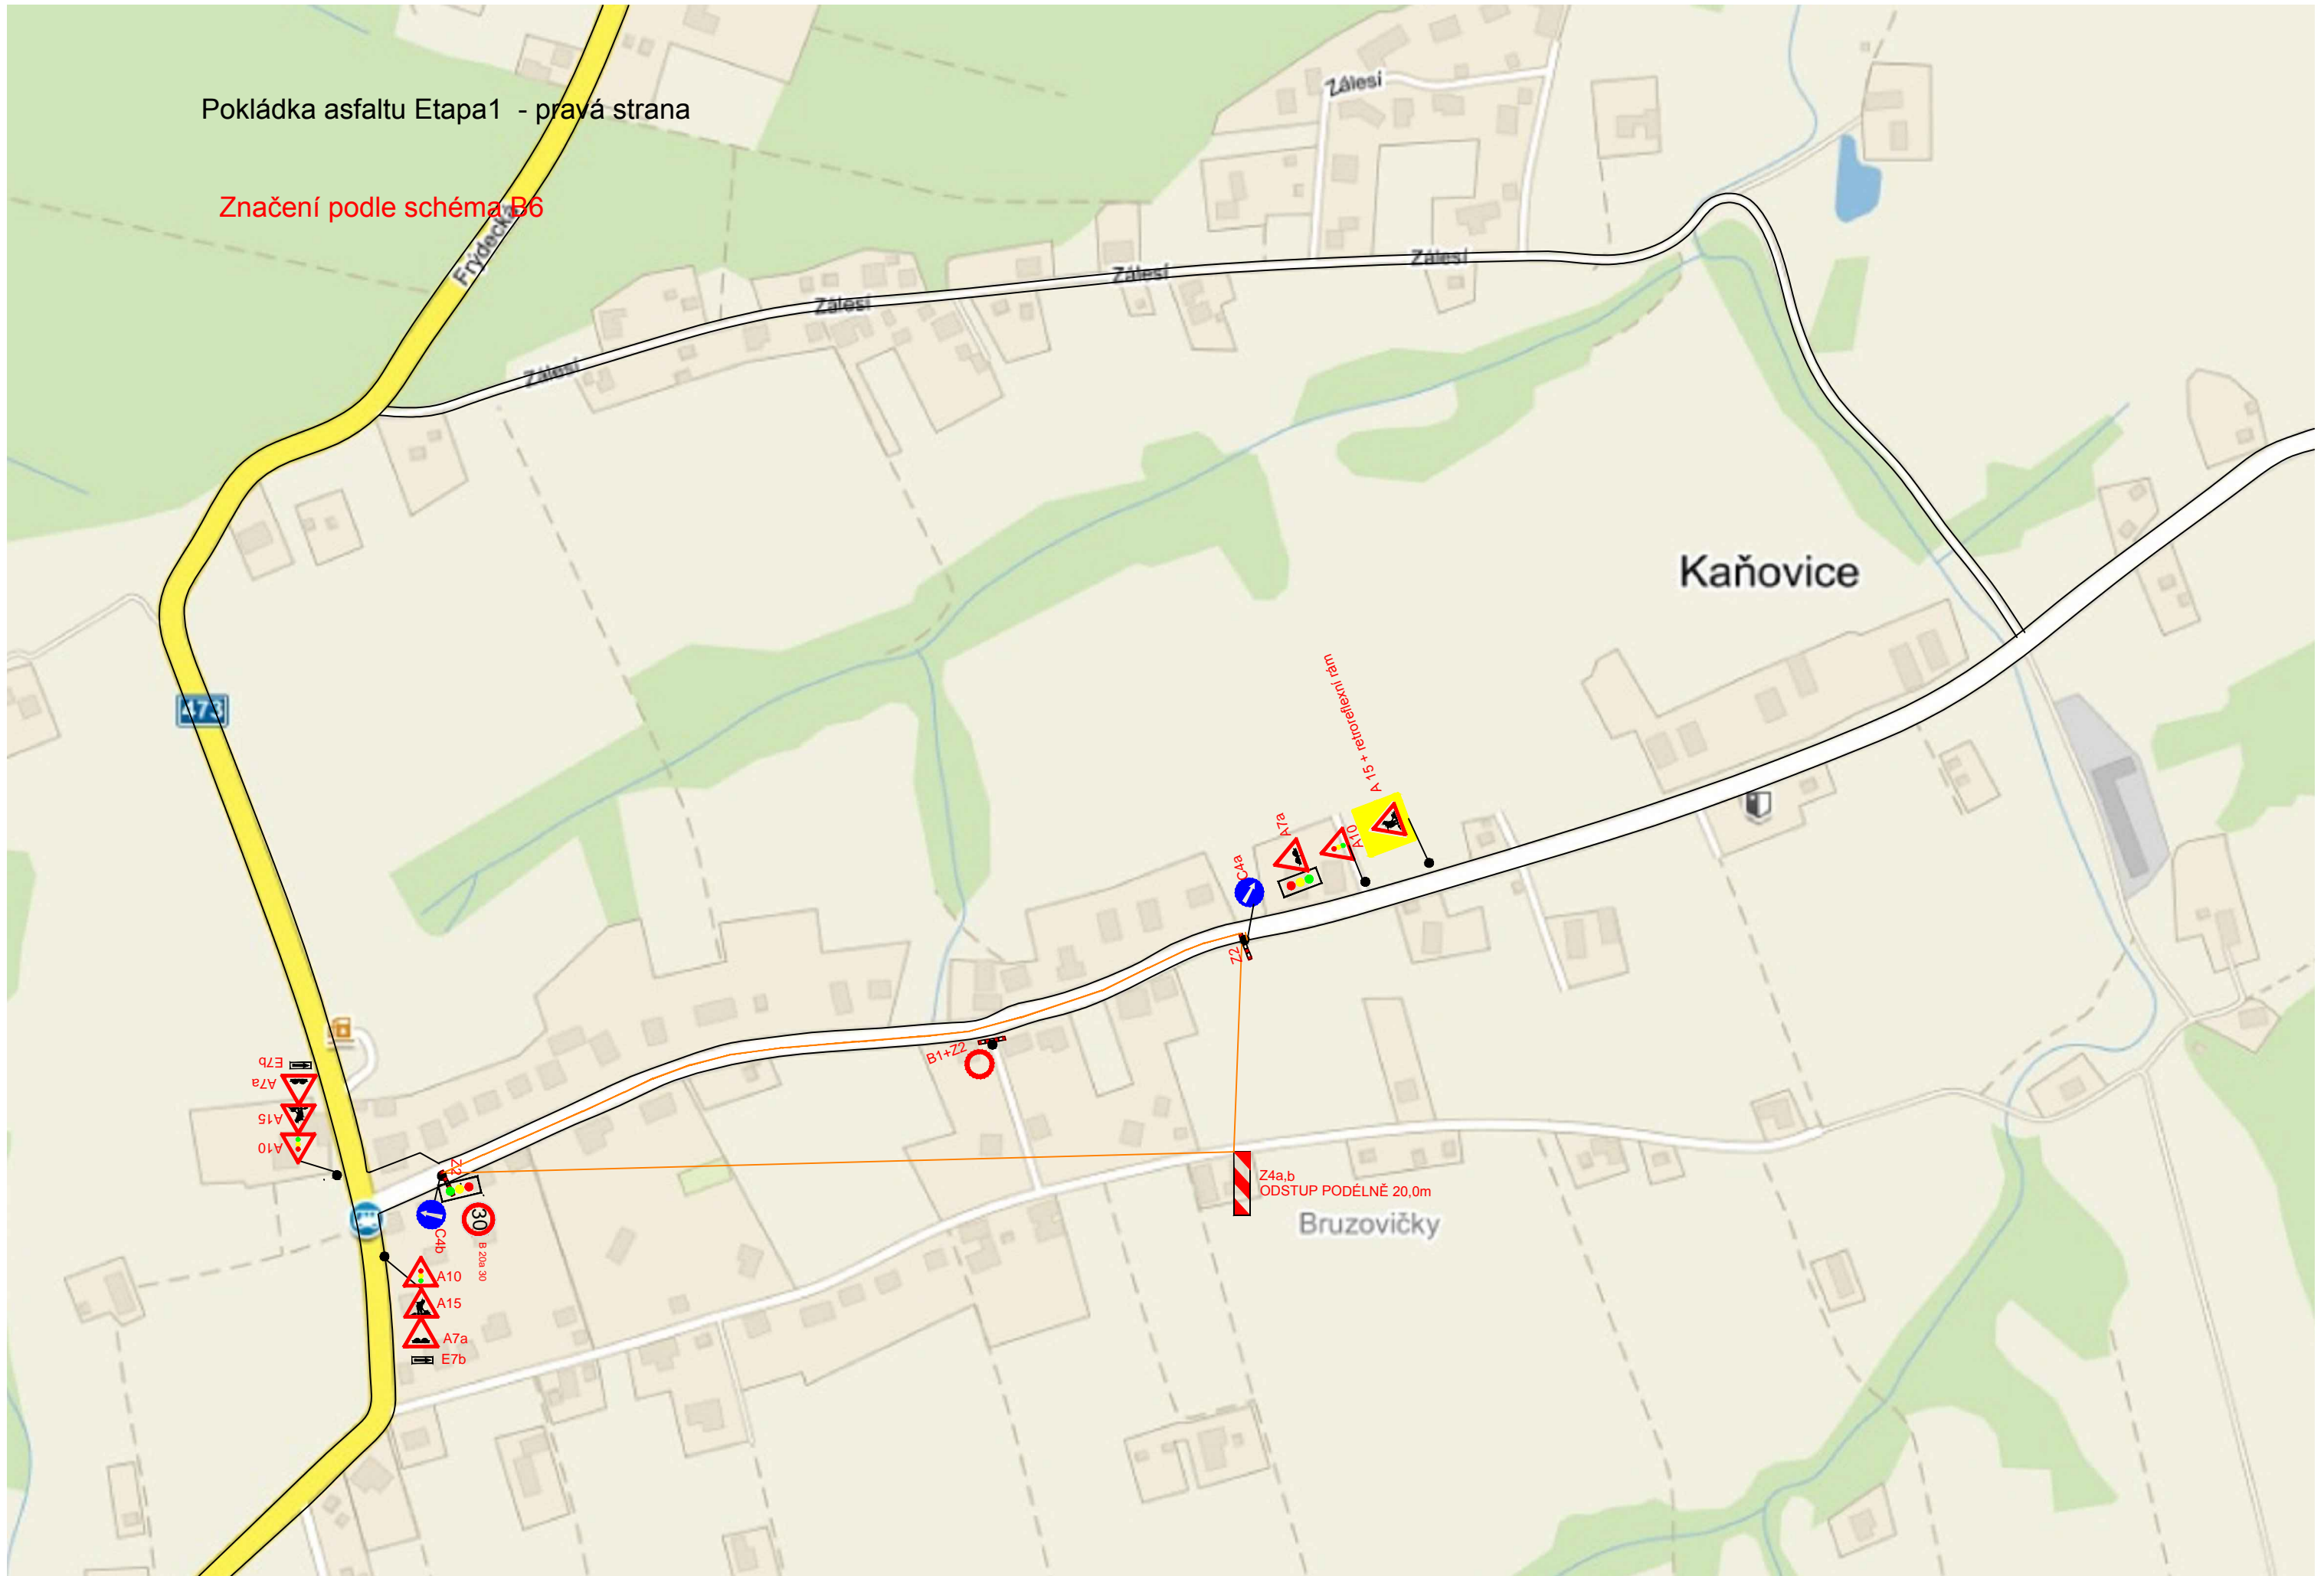 Pokládka asfaltu Etapa1 - pravá strana
Značení podle schéma B6
Frýdecká
Zálesí
Zálesí
Zálesí
Zálesí
Zálesí
Zálesí
Kaňovice
473
A 15 + retroreflexní rám
A7a
A10
C4a
Z2
B1+Z2
E7b
A7a
A15
A10
Z2
C4b
30
B 20a 30
A10
A15
A7a
E7b
Z4a,b
ODSTUP PODÉLNĚ 20,0m
Bruzovičky